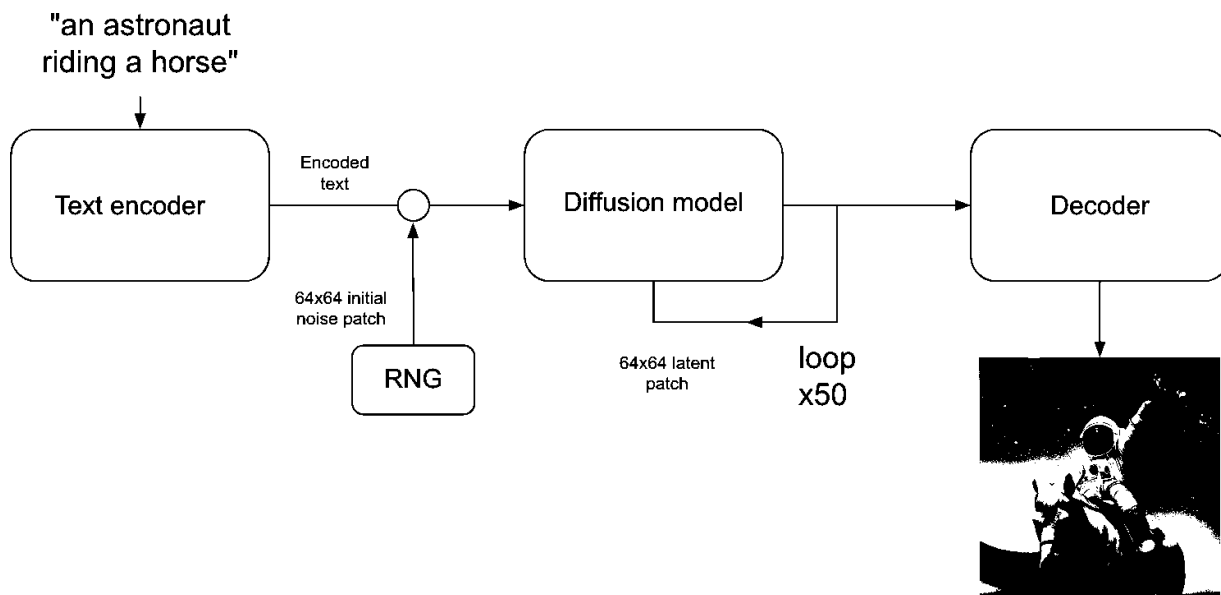 "an astronaut
riding a horse"
Text encoder
Encoded
text
64x64 initial
noise patch
RNG
Diffusion model
64x64 latent
patch
loop
x50
Decoder